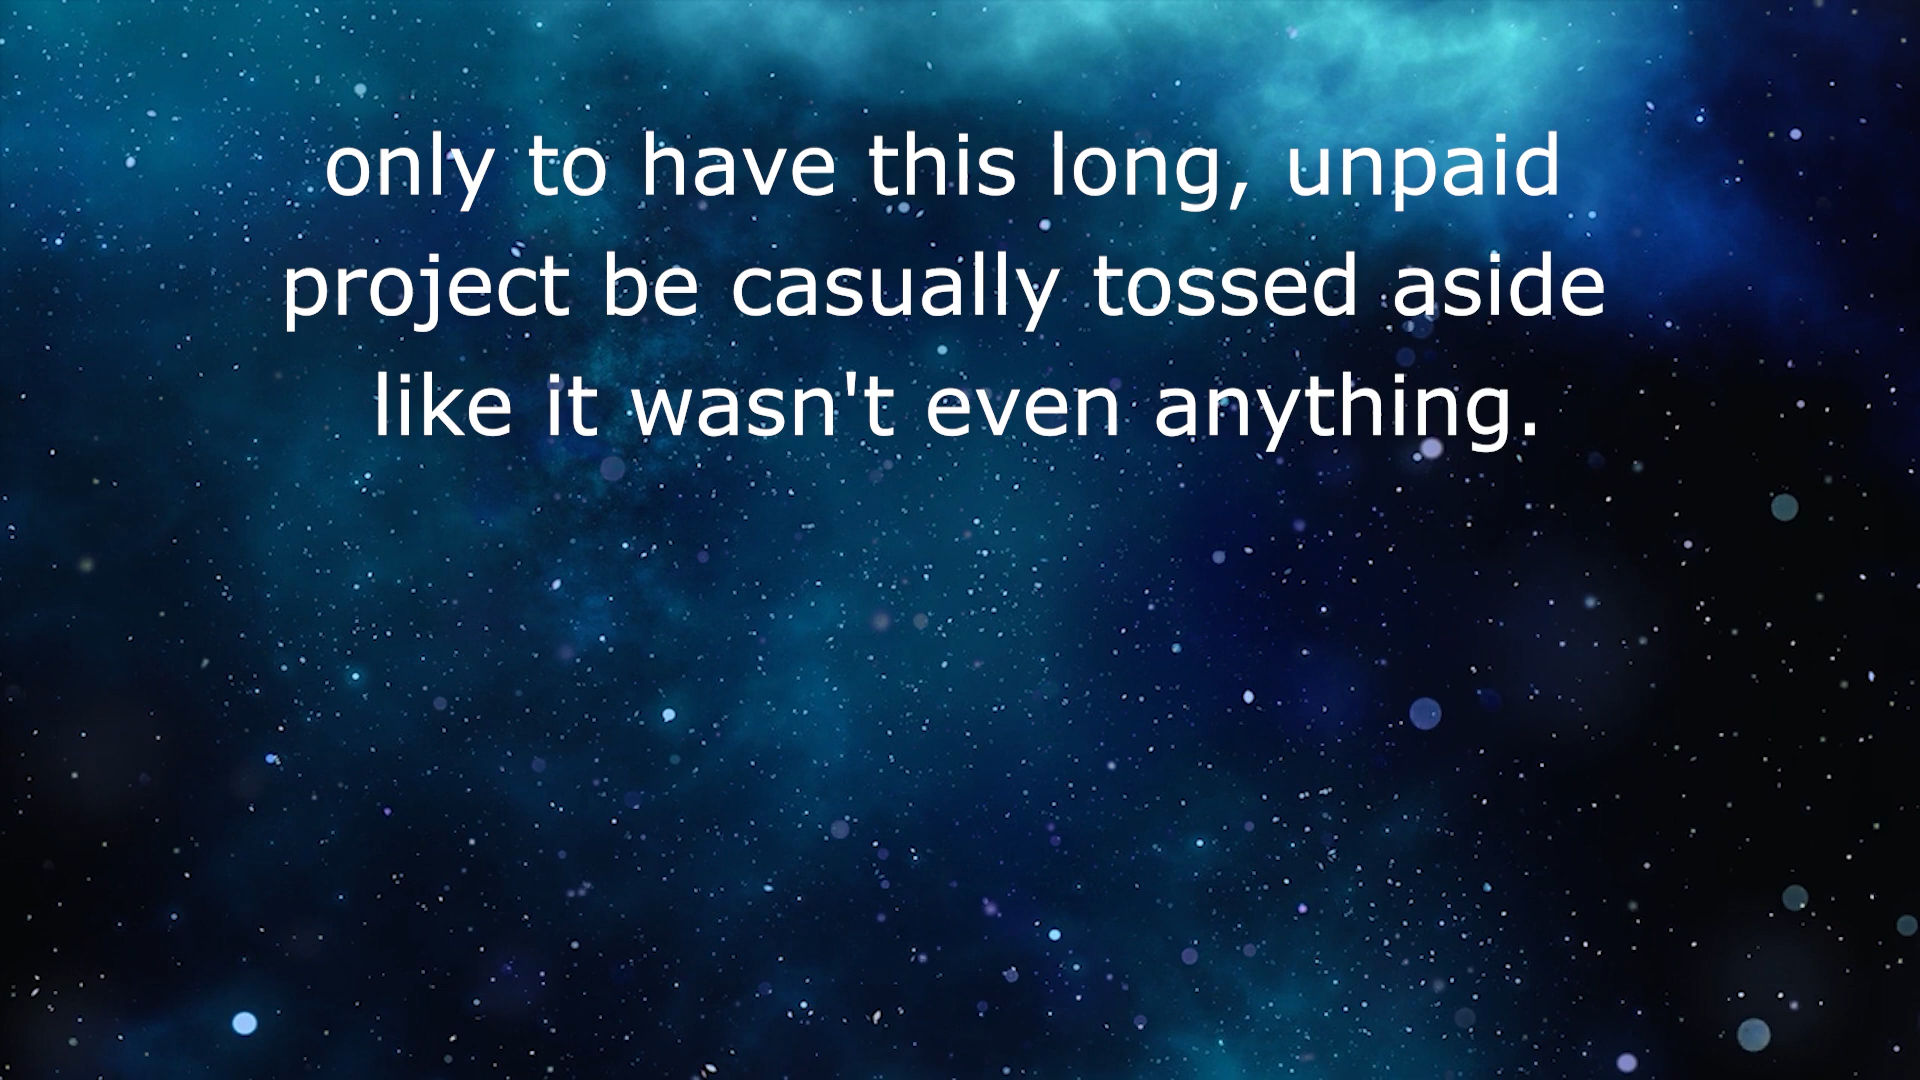 only to have this long, unpaid
project be casually tossed aside
like it wasn't even anything.